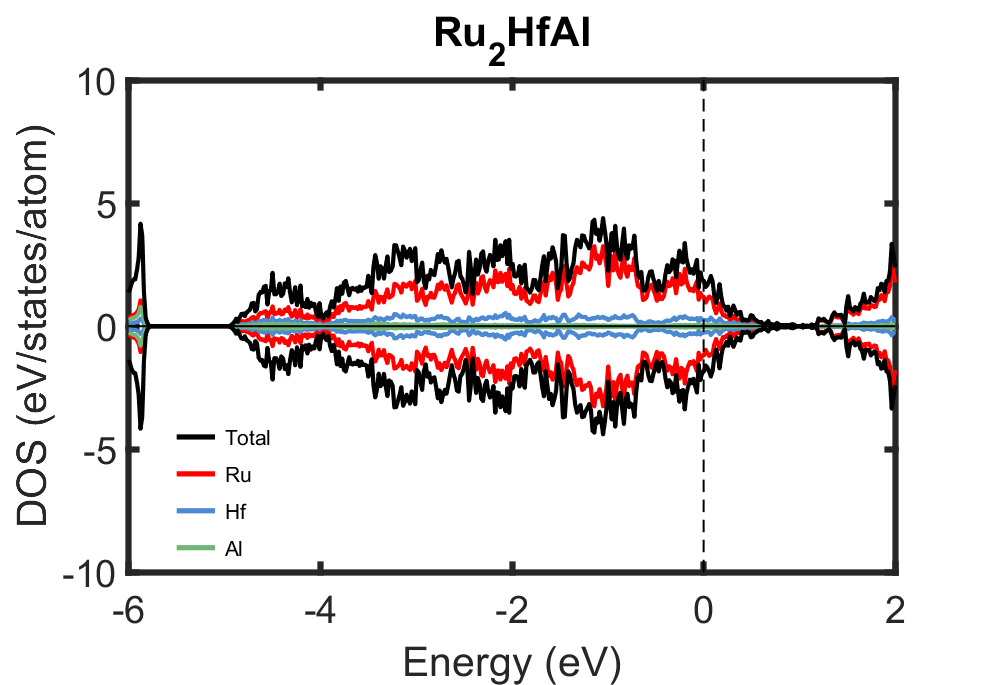 Ru₂HfAl
10
5
0
-5
-10
DOS (eV/states/atom)
Total
Ru
Hf
Al
-6 -4 -2 0 2
Energy (eV)